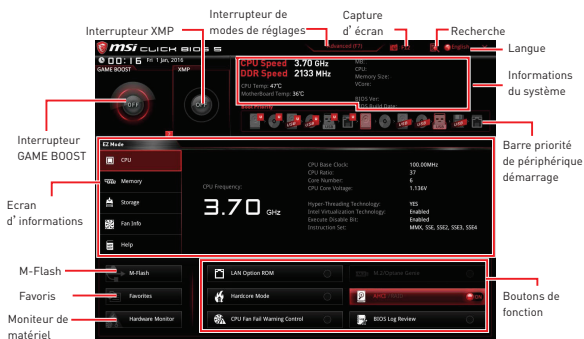 Interrupteur de
modes de réglages
Capture
d' écran
Interrupteur XMP
Recherche
msi CLICK BIOS 5
Advanced (F7)
F12
English
X
Langue
00:16 Fri 1 Jan, 2016
GAME BOOST
XMP
OFF
OFF
CPU Speed 3.70 GHz
DDR Speed 2133 MHz
CPU Temp: 47°C
MotherBoard Temp: 36°C
MB:
CPU:
Memory Size:
VCore:
BIOS Ver:
BIOS Build Date:
Informations
du système
Boot Priority
USB
USB
USB
Barre priorité
de périphérique
démarrage
Interrupteur
GAME BOOST
EZ Mode
CPU
Memory
Storage
Fan Info
Help
CPU Frequency:
3.70 GHz
CPU Base Clock: 100.00MHz
CPU Ratio: 37
Core Number: 6
CPU Core Voltage: 1.136V
Hyper-Threading Technology: YES
Intel Virtualization Technology: Enabled
Execute Disable Bit: Enabled
Instruction Set: MMX, SSE, SSE2, SSE3, SSE4
Ecran
d' informations
M-Flash
Favoris
Moniteur de
matériel
M-Flash
Favorites
Hardware Monitor
LAN Option ROM
M.2/Optane Genie
Hardcore Mode
AHCI
ON
CPU Fan Fail Warning Control
BIOS Log Review
Boutons de
fonction